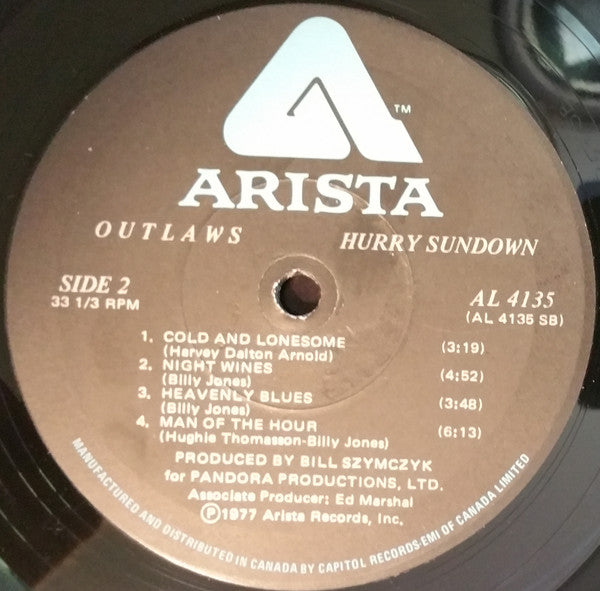 ™
ARISTA
OUTLAWS HURRY SUNDOWN
SIDE 2 AL 4135
33 1/3 RPM (AL 4135 SB)
1. COLD AND LONESOME (3:19)
(Harvey Dalton Arnold)
2. NIGHT WINES (4:52)
(Billy Jones)
3. HEAVENLY BLUES (3:48)
(Billy Jones)
4. MAN OF THE HOUR (6:13)
(Hughie Thomasson-Billy Jones)
PRODUCED BY BILL SZYMCZYK
for PANDORA PRODUCTIONS, LTD.
Associate Producer: Ed Marshal
℗1977 Arista Records, Inc.
MANUFACTURED AND DISTRIBUTED IN CANADA BY CAPITOL RECORDS-EMI OF CANADA LIMITED